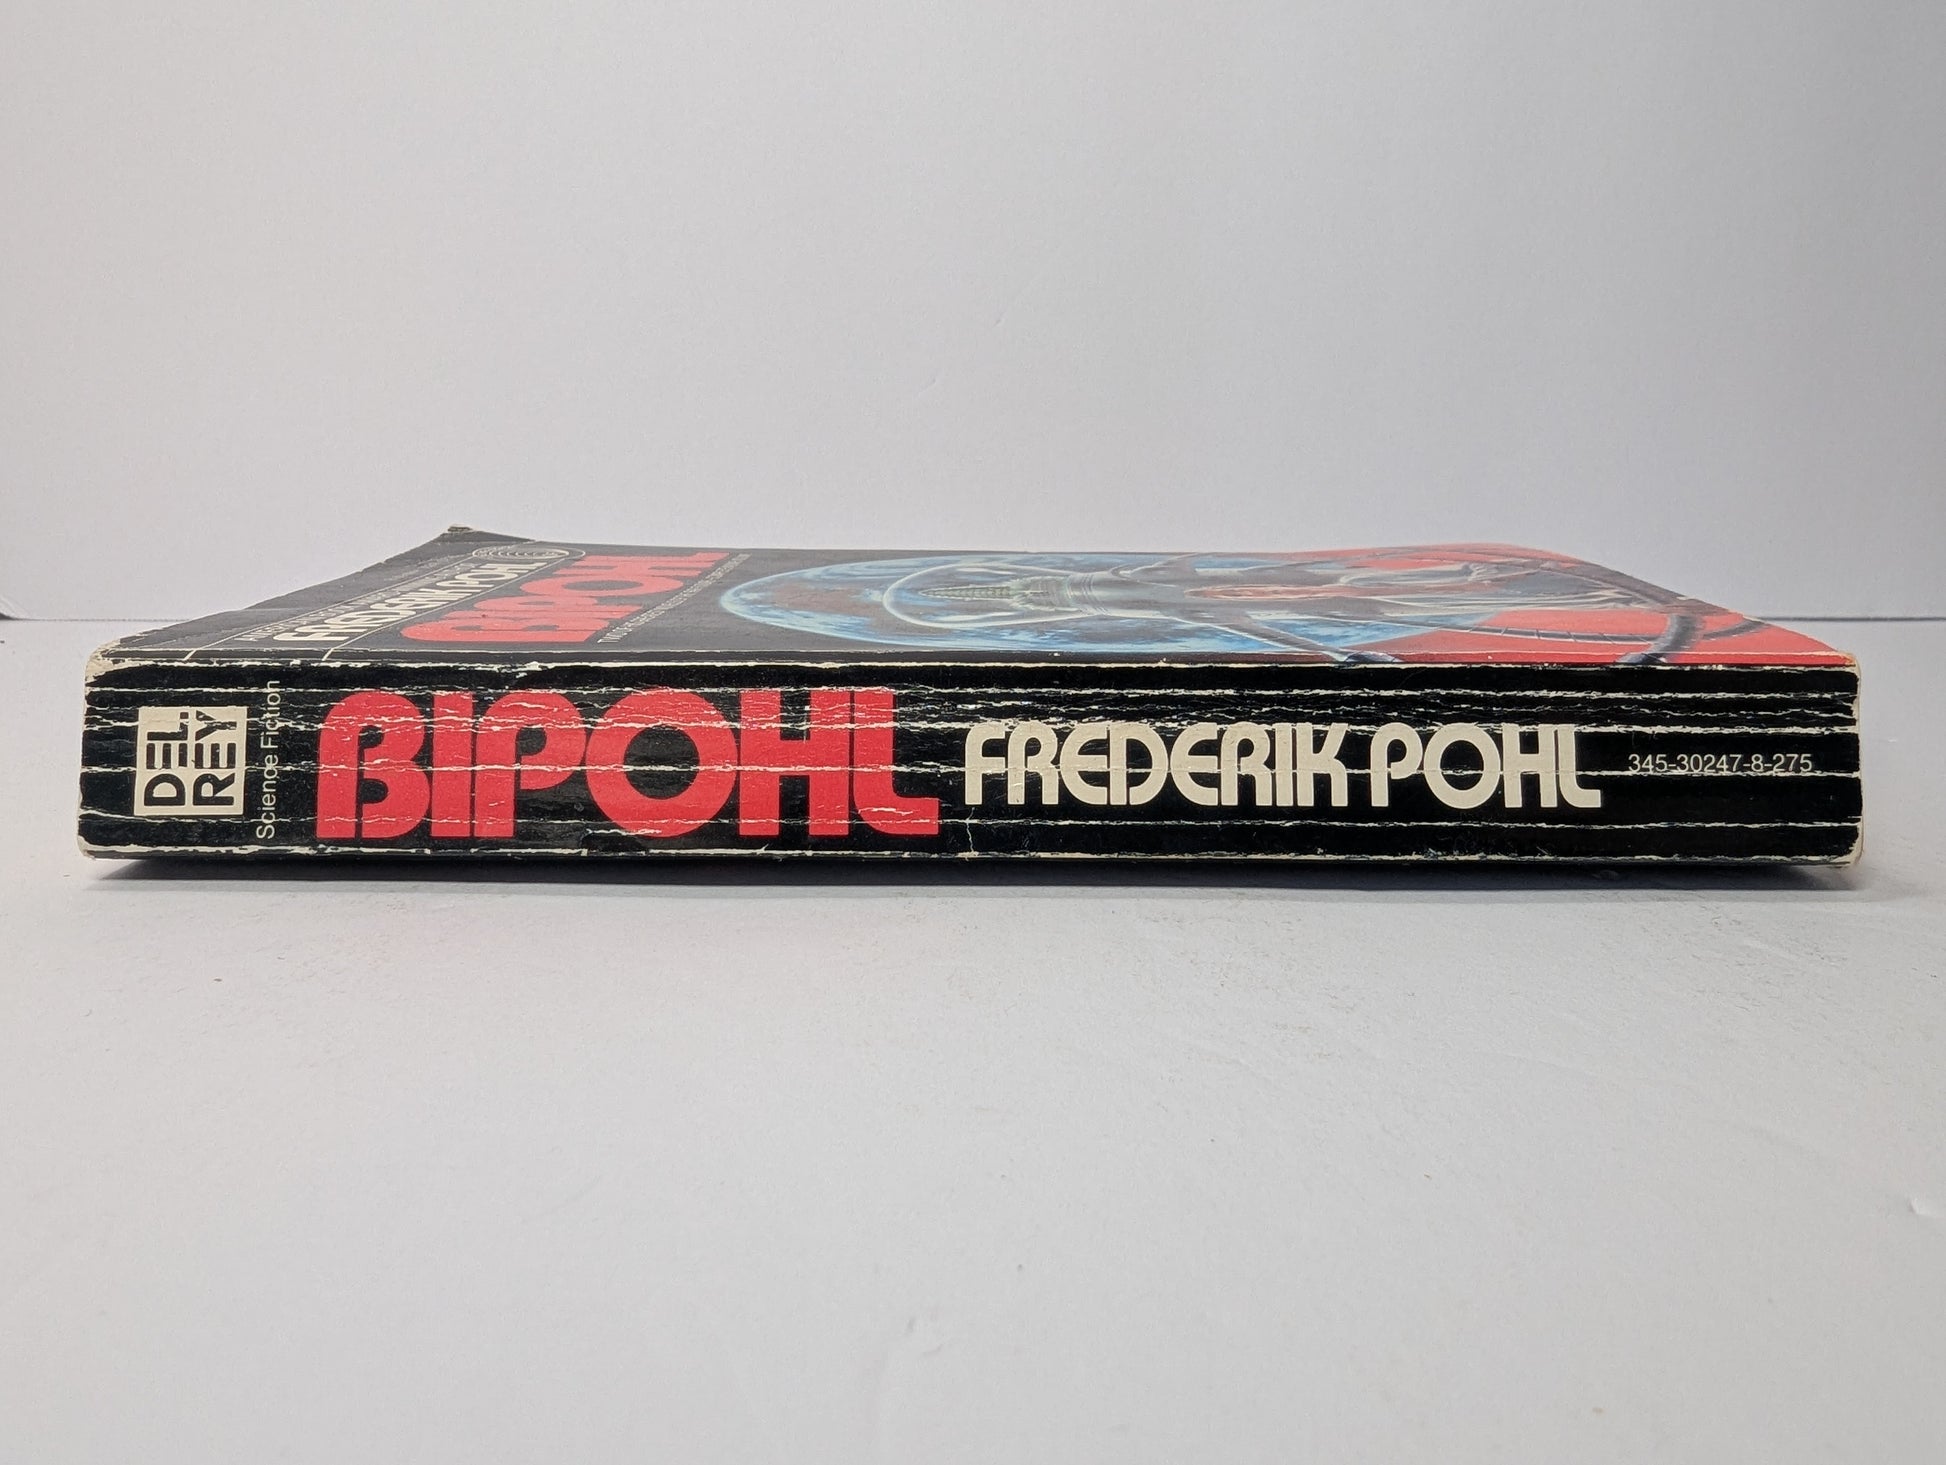 FREDERIK POHL
BIPOHL
DEL
REY
Science Fiction
BIPOHL
FREDERIK POHL
345-30247-8-275